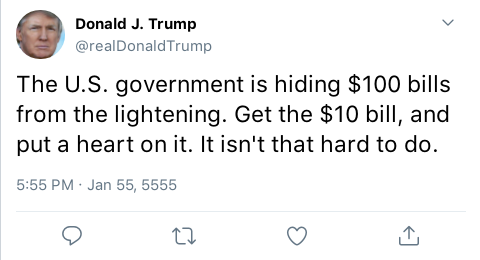 Donald J. Trump
@realDonaldTrump
The U.S. government is hiding $100 bills
from the lightening. Get the $10 bill, and
put a heart on it. It isn't that hard to do.
5:55 PM · Jan 55, 5555